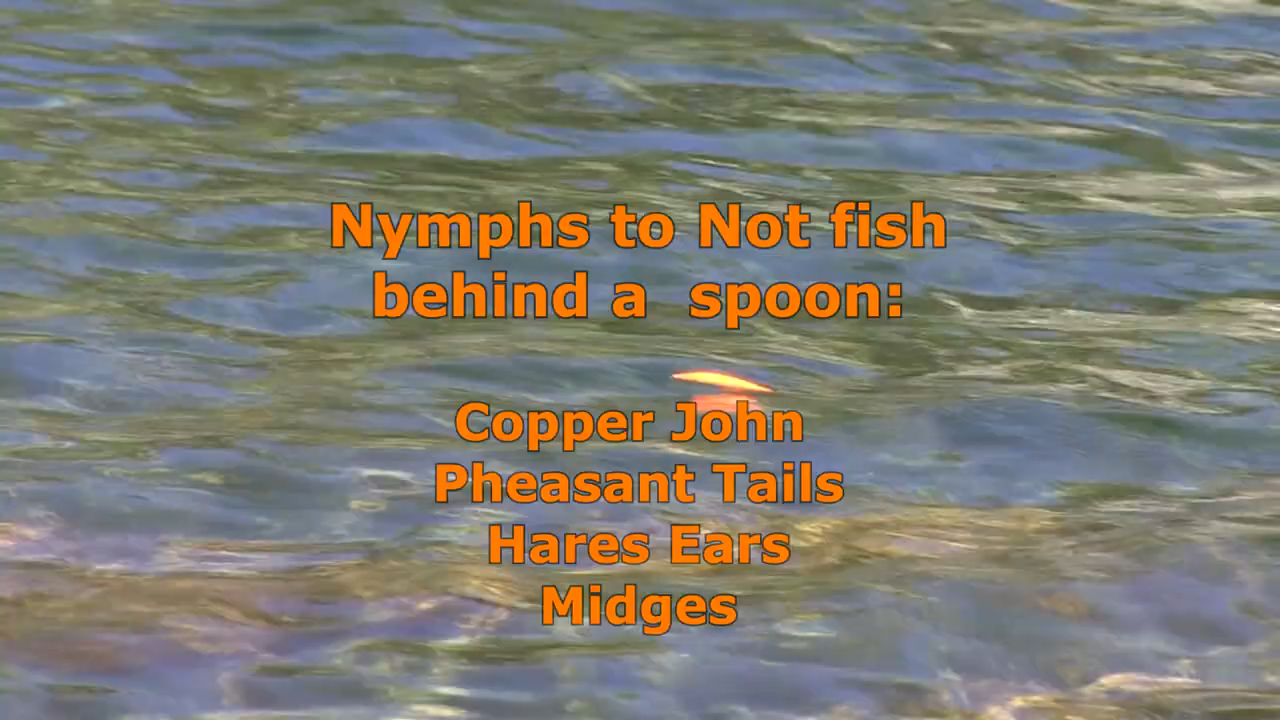 Nymphs to Not fish
behind a  spoon:
Copper John
Pheasant Tails
Hares Ears
Midges